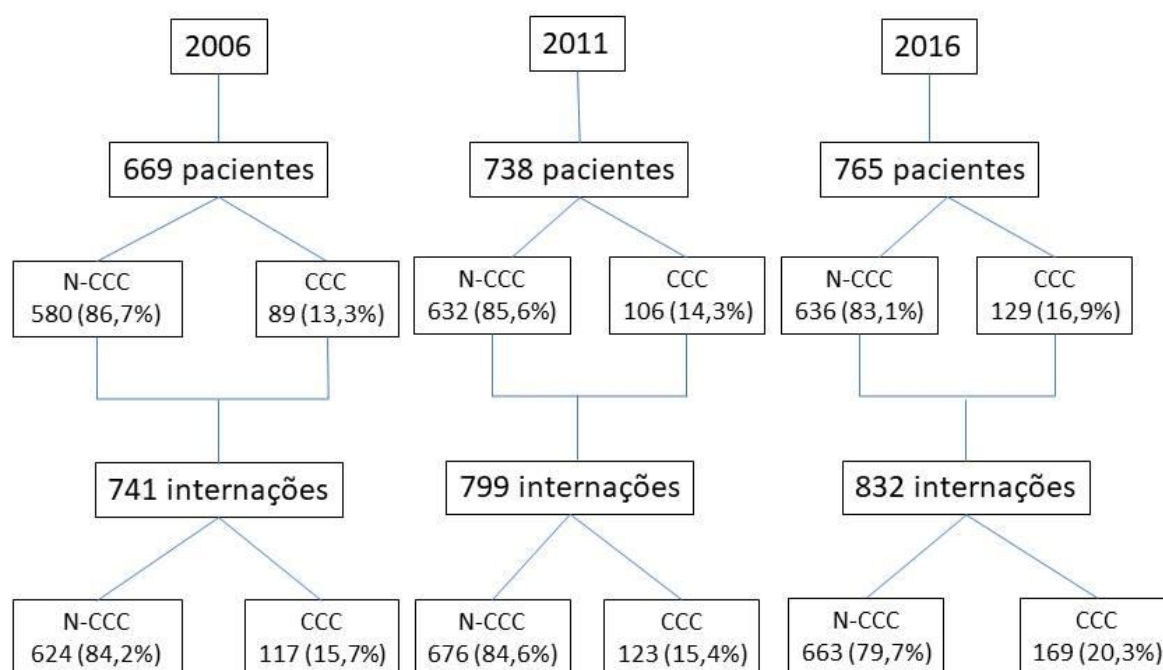 2006
2011
2016
669 pacientes
738 pacientes
765 pacientes
N-CCC
580 (86,7%)
CCC
89 (13,3%)
N-CCC
632 (85,6%)
CCC
106 (14,3%)
N-CCC
636 (83,1%)
CCC
129 (16,9%)
741 internações
799 internações
832 internações
N-CCC
624 (84,2%)
CCC
117 (15,7%)
N-CCC
676 (84,6%)
CCC
123 (15,4%)
N-CCC
663 (79,7%)
CCC
169 (20,3%)